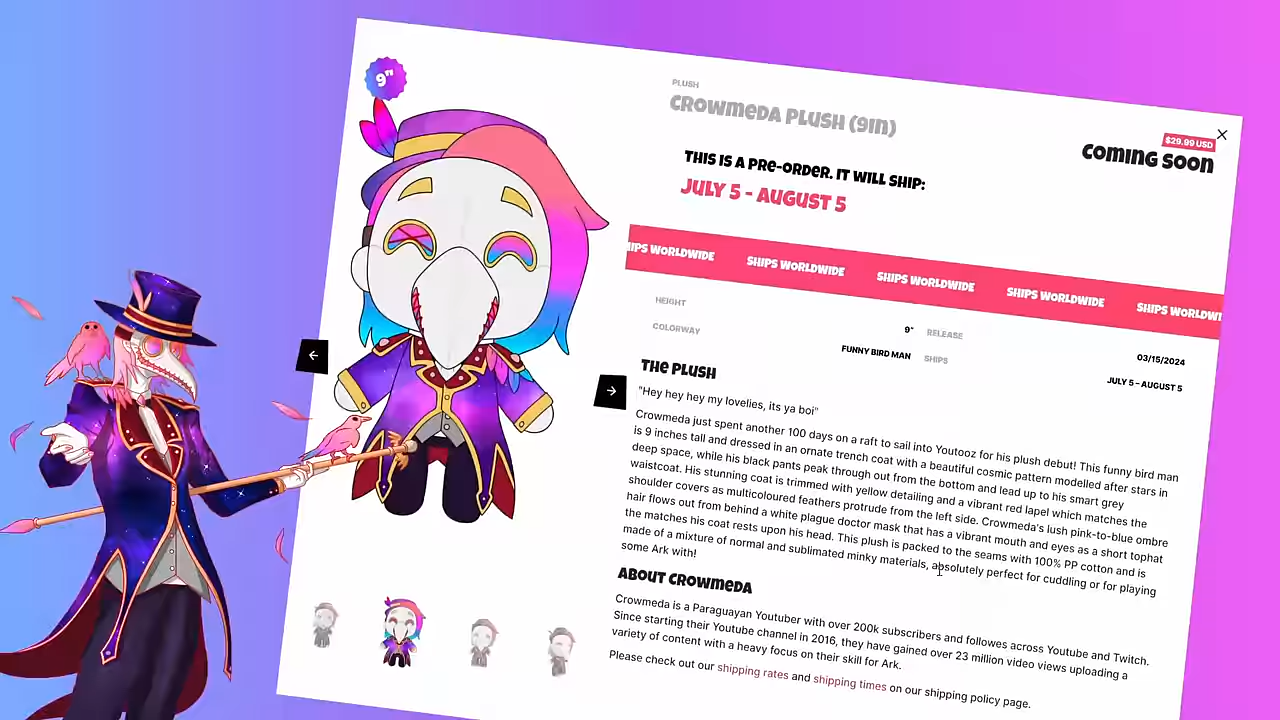 9"
PLUSH
CROWMEDA PLUSH (9IN)
$29.99 USD
COMING SOON
THIS IS A PRE-ORDER. IT WILL SHIP:
JULY 5 - AUGUST 5
HIPS WORLDWIDE SHIPS WORLDWIDE SHIPS WORLDWIDE SHIPS WORLDWIDE SHIPS WORLDWI
HEIGHT 9" RELEASE 03/15/2024
COLORWAY FUNNY BIRD MAN SHIPS JULY 5 – AUGUST 5
THE PLUSH
"Hey hey hey my lovelies, its ya boi"
Crowmeda just spent another 100 days on a raft to sail into Youtooz for his plush debut! This funny bird man
is 9 inches tall and dressed in an ornate trench coat with a beautiful cosmic pattern modelled after stars in
deep space, while his black pants peak through out from the bottom and lead up to his smart grey
waistcoat. His stunning coat is trimmed with yellow detailing and a vibrant red lapel which matches the
shoulder covers as multicoloured feathers protrude from the left side. Crowmeda's lush pink-to-blue ombre
hair flows out from behind a white plague doctor mask that has a vibrant mouth and eyes as a short tophat
the matches his coat rests upon his head. This plush is packed to the seams with 100% PP cotton and is
made of a mixture of normal and sublimated minky materials, absolutely perfect for cuddling or for playing
some Ark with!
ABOUT CROWMEDA
Crowmeda is a Paraguayan Youtuber with over 200k subscribers and followes across Youtube and Twitch.
Since starting their Youtube channel in 2016, they have gained over 23 million video views uploading a
variety of content with a heavy focus on their skill for Ark.
Please check out our shipping rates and shipping times on our shipping policy page.